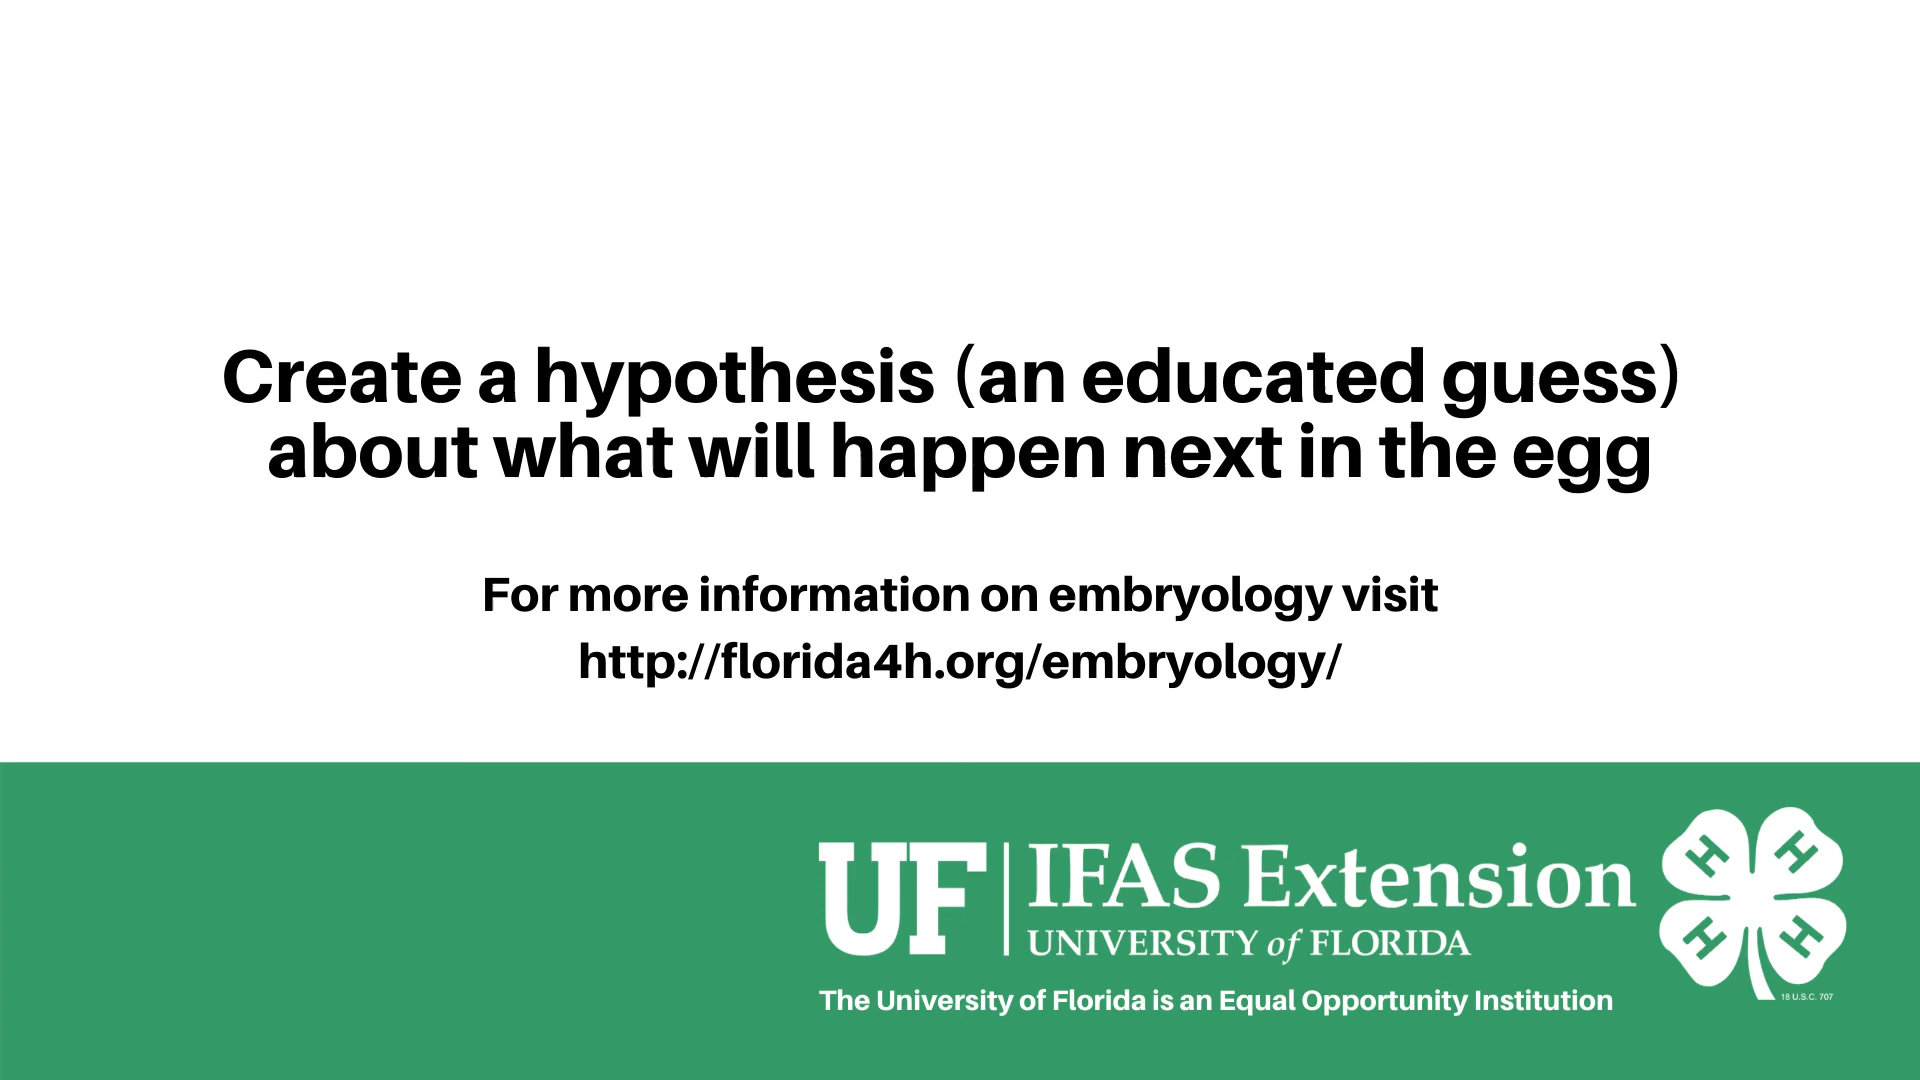 Create a hypothesis (an educated guess)
about what will happen next in the egg
For more information on embryology visit
http://florida4h.org/embryology/
UF IFAS Extension
UNIVERSITY of FLORIDA
The University of Florida is an Equal Opportunity Institution
H H
H H
18 U.S.C. 707